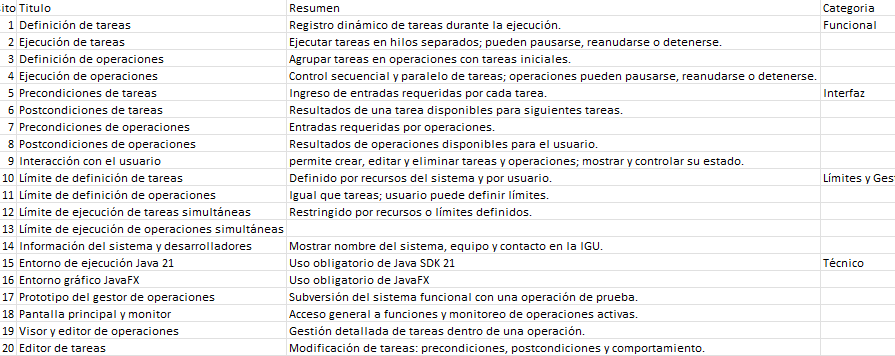 ito Titulo Resumen Categoria
1 Definición de tareas Registro dinámico de tareas durante la ejecución. Funcional
2 Ejecución de tareas Ejecutar tareas en hilos separados; pueden pausarse, reanudarse o detenerse.
3 Definición de operaciones Agrupar tareas en operaciones con tareas iniciales.
4 Ejecución de operaciones Control secuencial y paralelo de tareas; operaciones pueden pausarse, reanudarse o detenerse.
5 Precondiciones de tareas Ingreso de entradas requeridas por cada tarea. Interfaz
6 Postcondiciones de tareas Resultados de una tarea disponibles para siguientes tareas.
7 Precondiciones de operaciones Entradas requeridas por operaciones.
8 Postcondiciones de operaciones Resultados de operaciones disponibles para el usuario.
9 Interacción con el usuario permite crear, editar y eliminar tareas y operaciones; mostrar y controlar su estado.
10 Límite de definición de tareas Definido por recursos del sistema y por usuario. Límites y Gest
11 Límite de definición de operaciones Igual que tareas; usuario puede definir límites.
12 Límite de ejecución de tareas simultáneas Restringido por recursos o límites definidos.
13 Límite de ejecución de operaciones simultáneas
14 Información del sistema y desarrolladores Mostrar nombre del sistema, equipo y contacto en la IGU.
15 Entorno de ejecución Java 21 Uso obligatorio de Java SDK 21 Técnico
16 Entorno gráfico JavaFX Uso obligatorio de JavaFX
17 Prototipo del gestor de operaciones Subversión del sistema funcional con una operación de prueba.
18 Pantalla principal y monitor Acceso general a funciones y monitoreo de operaciones activas.
19 Visor y editor de operaciones Gestión detallada de tareas dentro de una operación.
20 Editor de tareas Modificación de tareas: precondiciones, postcondiciones y comportamiento.